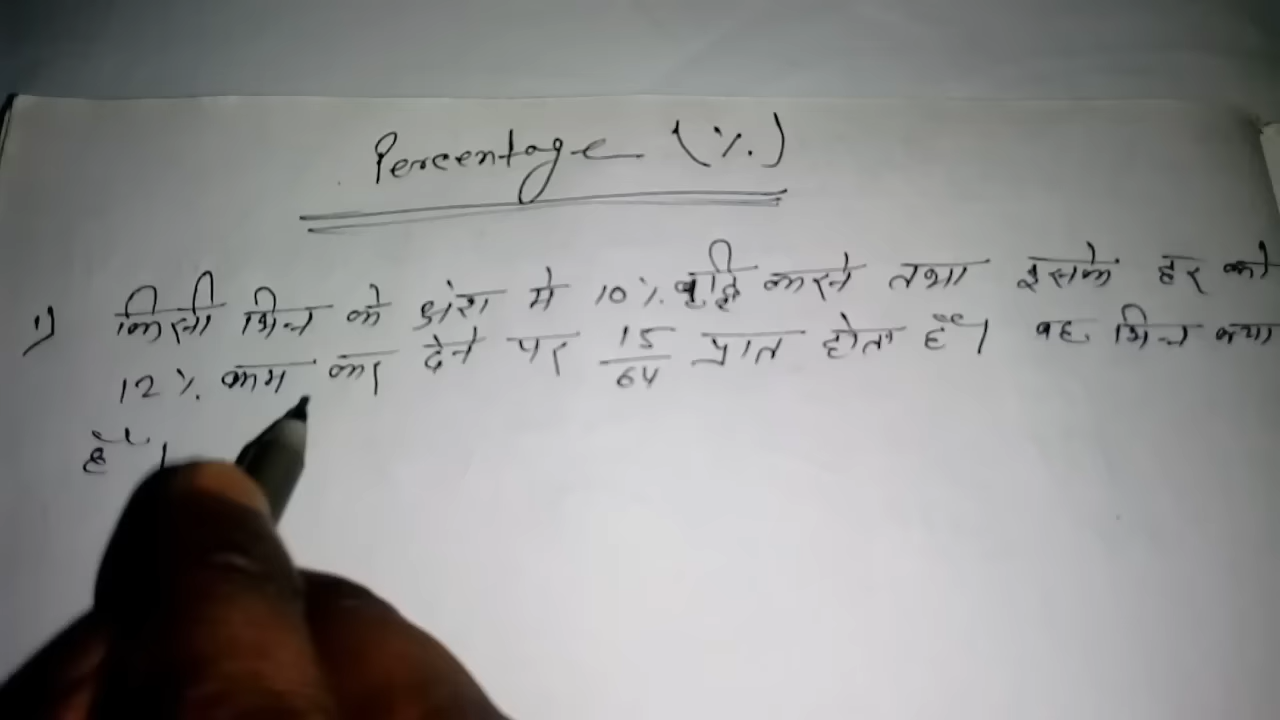 Percentage (%)
1) किसी भिन्न के अंश मे 10% वृद्धि करने तथा इसके हर को
12% कम कर देने पर 15/64 प्रात होता है। वह भिन्न क्या
है।